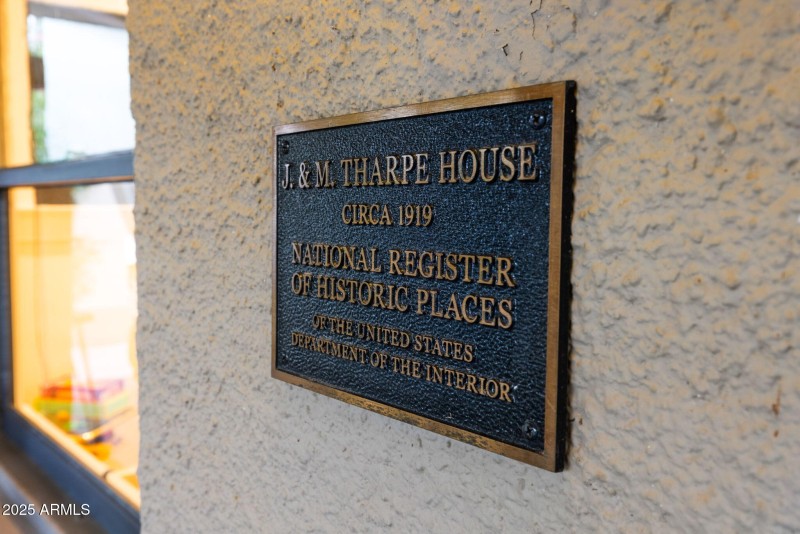 J. & M. THARPE HOUSE
CIRCA 1919
NATIONAL REGISTER
OF HISTORIC PLACES
OF THE UNITED STATES
DEPARTMENT OF THE INTERIOR
2025 ARMLS